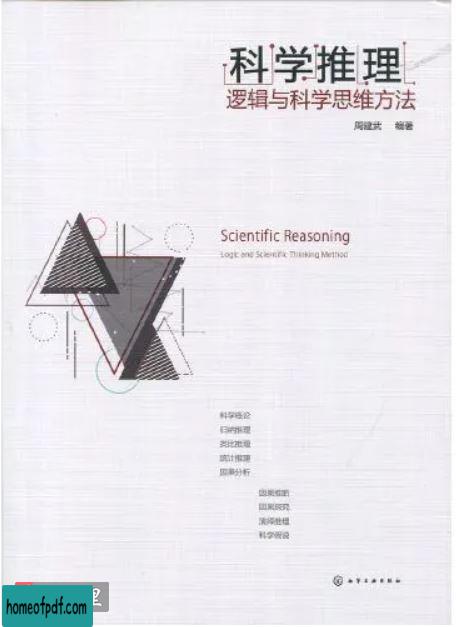 科学推理
逻辑与科学思维方法
周建武 编著
Scientific Reasoning
Logic and Scientific Thinking Method
科学绪论
归纳推理
类比推理
统计推理
因果分析
因果推断
因果探究
演绎推理
科学假说
化学工业出版社
homeofpdf.com